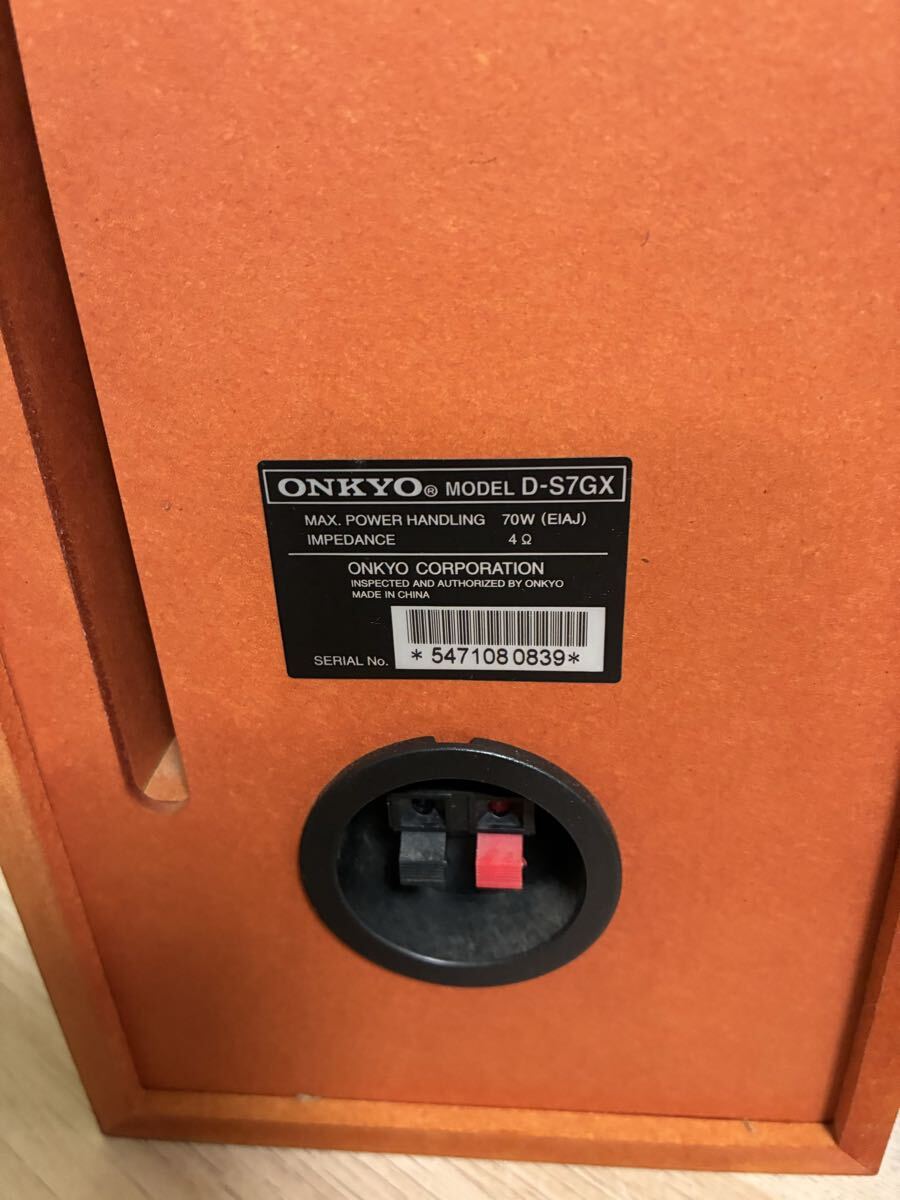 ONKYO® MODEL D-S7GX
MAX. POWER HANDLING 70W (EIAJ)
IMPEDANCE 4 Ω
ONKYO CORPORATION
INSPECTED AND AUTHORIZED BY ONKYO
MADE IN CHINA
SERIAL No. *5471080839*